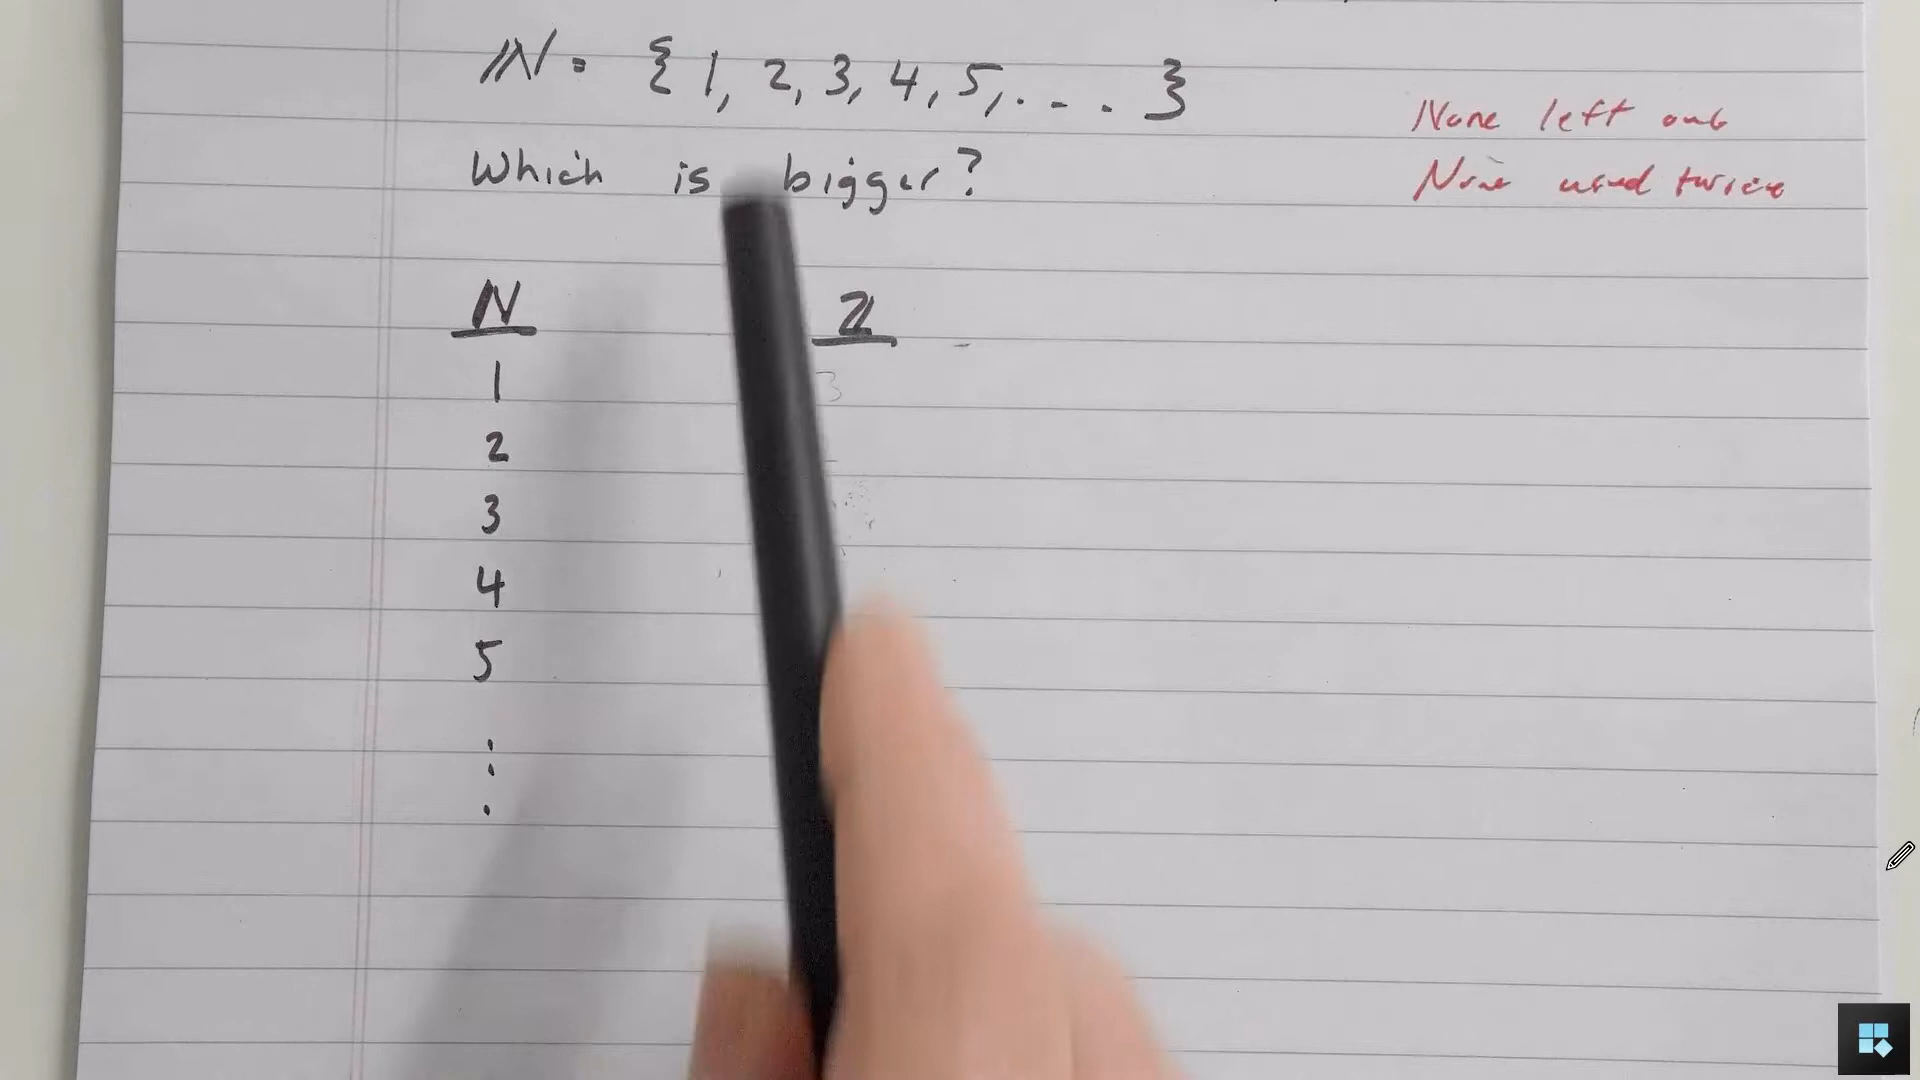 ℕ = { 1, 2, 3, 4, 5, . . . }
None left out
Which is bigger?
None used twice
N ℤ
1
2
3
4
5
⋮